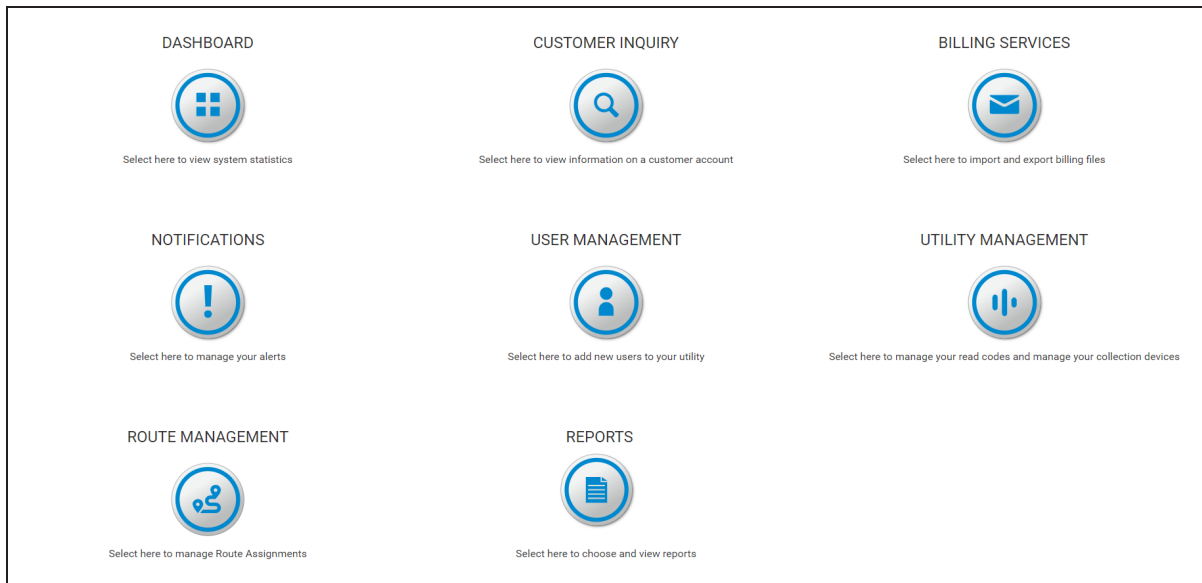 DASHBOARD
CUSTOMER INQUIRY
BILLING SERVICES
Select here to view system statistics
Select here to view information on a customer account
Select here to import and export billing files
NOTIFICATIONS
USER MANAGEMENT
UTILITY MANAGEMENT
Select here to manage your alerts
Select here to add new users to your utility
Select here to manage your read codes and manage your collection devices
ROUTE MANAGEMENT
REPORTS
Select here to manage Route Assignments
Select here to choose and view reports